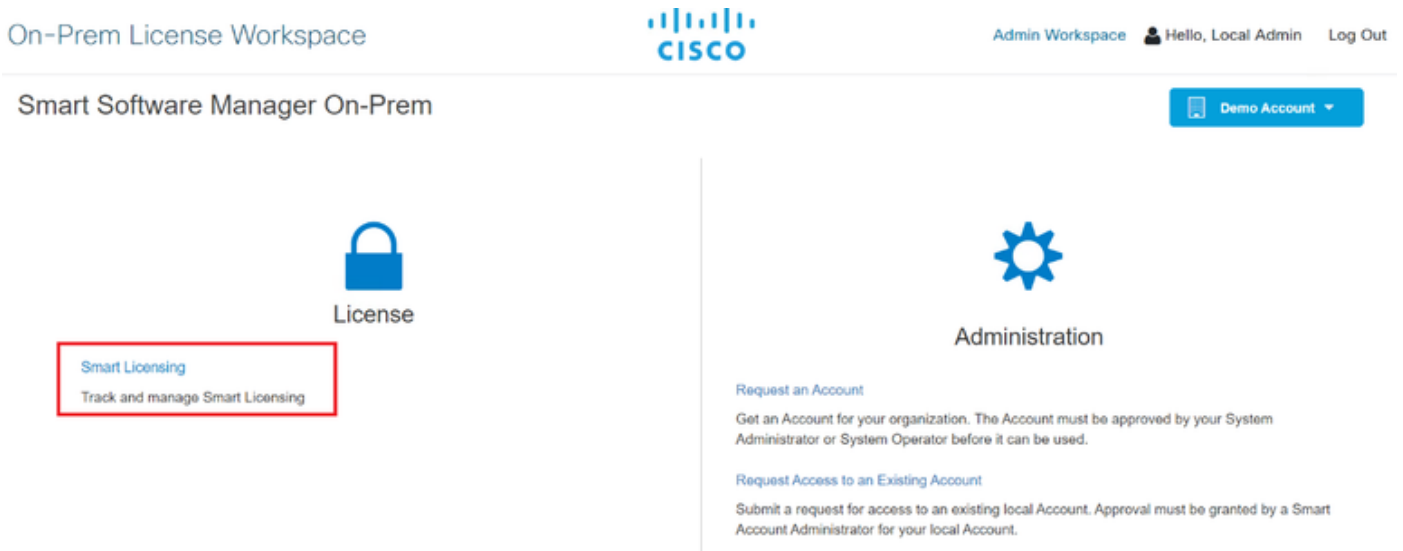 On-Prem License Workspace
CISCO
Admin Workspace Hello, Local Admin Log Out
Smart Software Manager On-Prem
Demo Account
License
Smart Licensing
Track and manage Smart Licensing
Administration
Request an Account
Get an Account for your organization. The Account must be approved by your System
Administrator or System Operator before it can be used.
Request Access to an Existing Account
Submit a request for access to an existing local Account. Approval must be granted by a Smart
Account Administrator for your local Account.